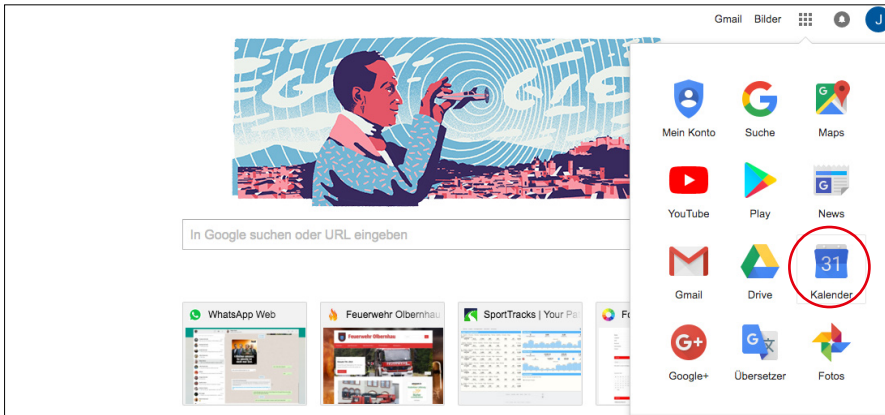 Gmail Bilder
J
Mein Konto Suche Maps
YouTube Play News
In Google suchen oder URL eingeben
31
Gmail Drive Kalender
WhatsApp Web Feuerwehr Olbernhau SportTracks | Your Pa
G+
Google+ Übersetzer Fotos